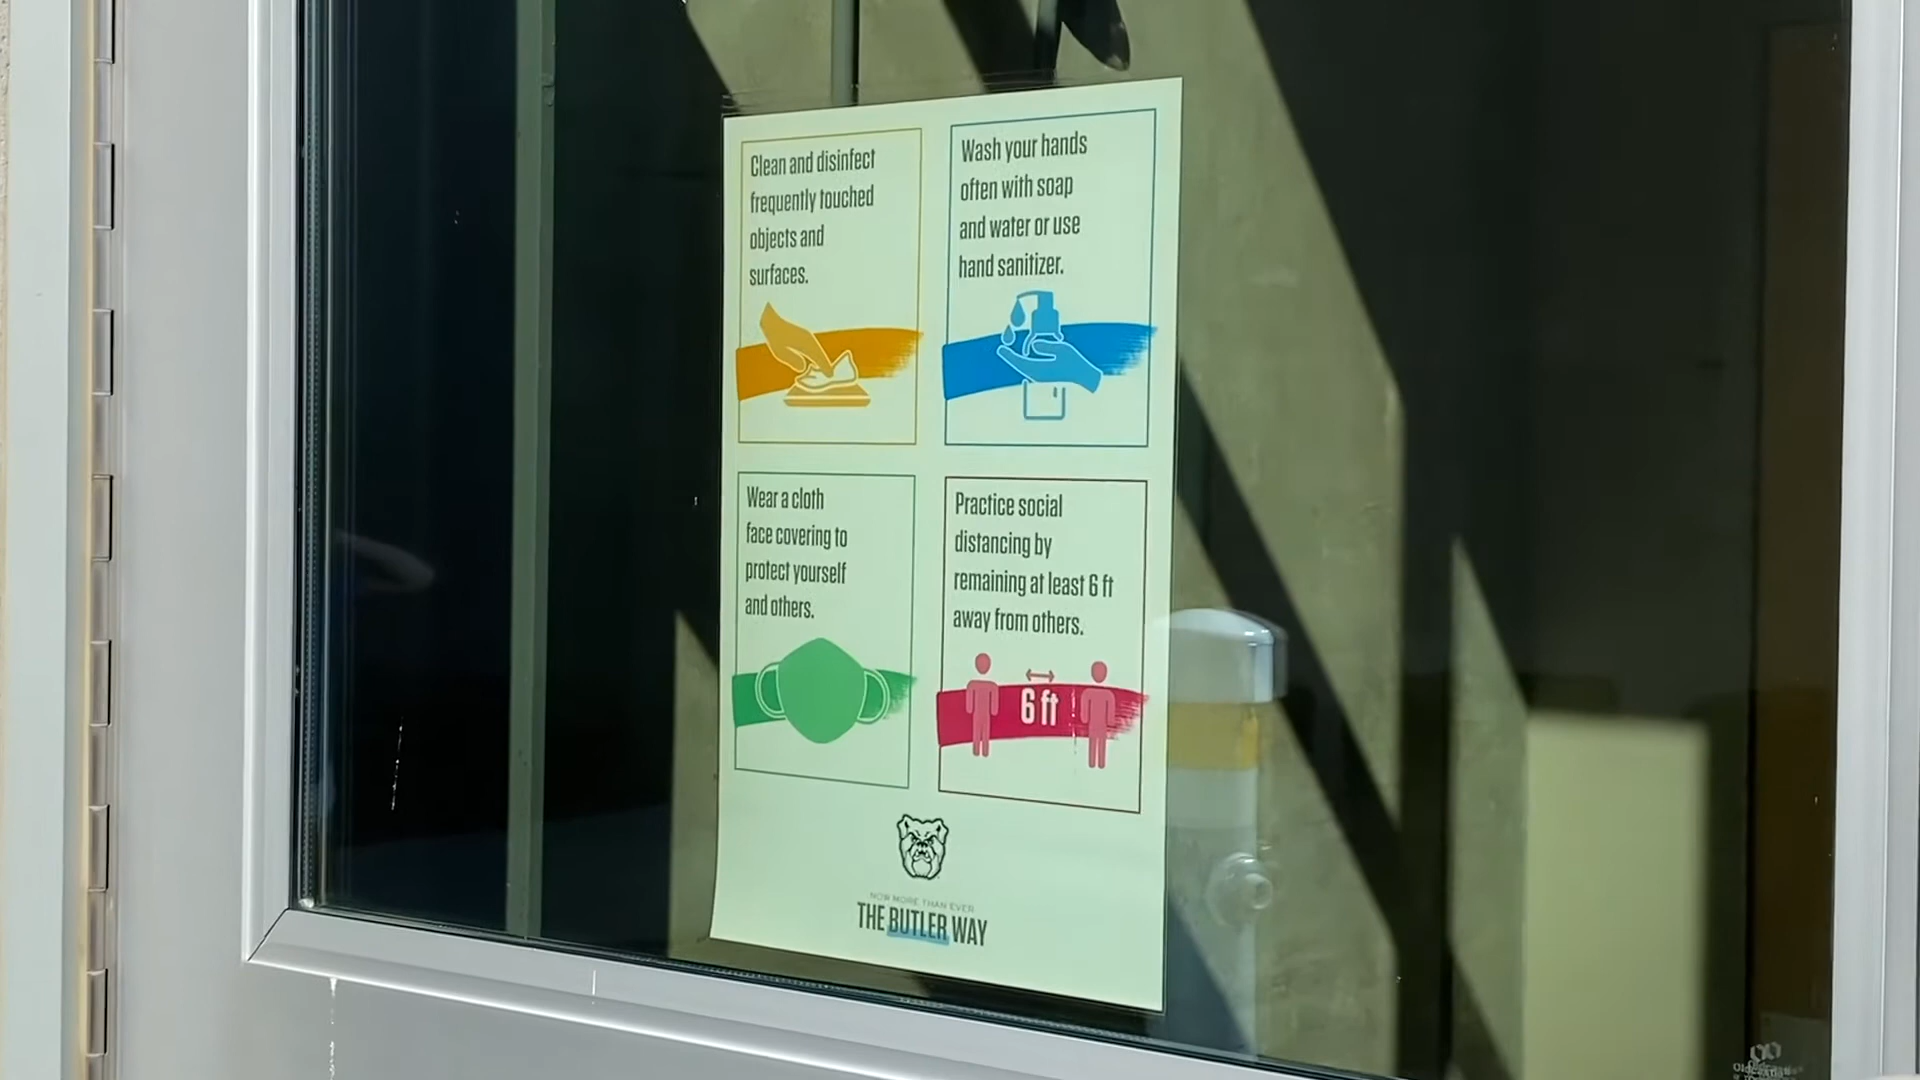 Clean and disinfect
frequently touched
objects and
surfaces.
Wash your hands
often with soap
and water or use
hand sanitizer.
Wear a cloth
face covering to
protect yourself
and others.
Practice social
distancing by
remaining at least 6 ft
away from others.
6 ft
NOW MORE THAN EVER
THE BUTLER WAY